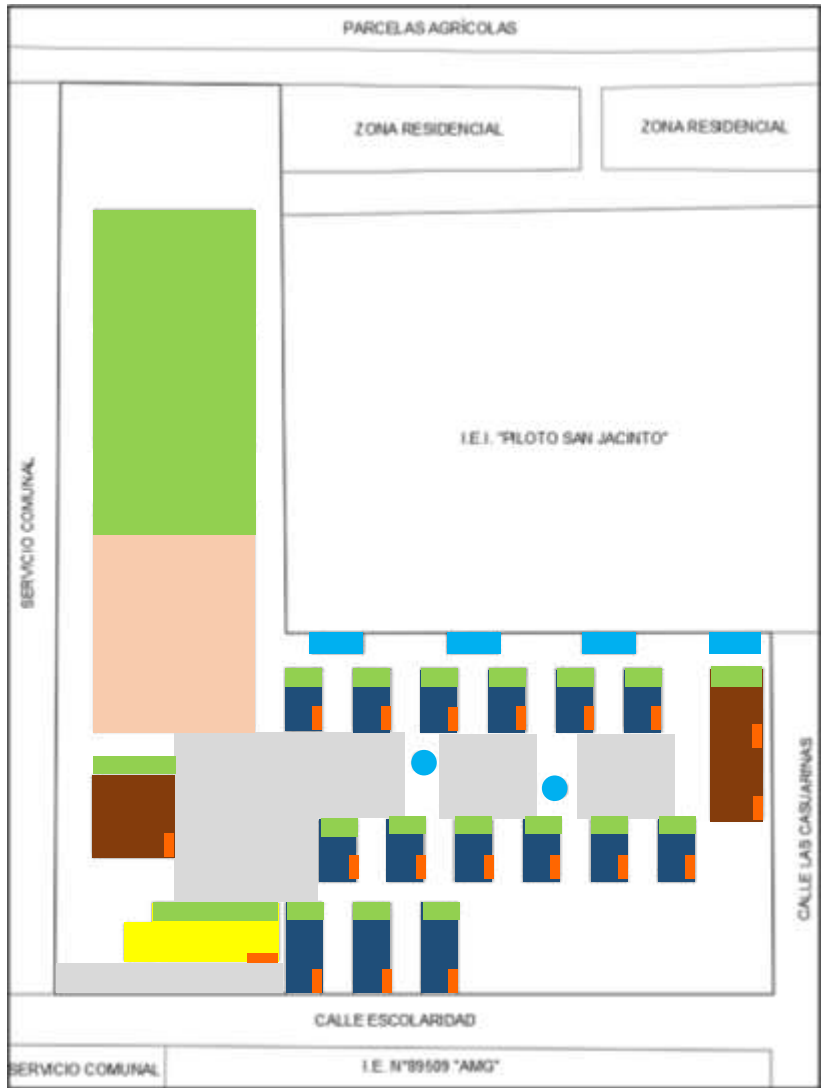 PARCELAS AGRÍCOLAS
ZONA RESIDENCIAL
ZONA RESIDENCIAL
I.E.I. "PILOTO SAN JACINTO"
SERVICIO COMUNAL
CALLE LAS CASUARINAS
CALLE ESCOLARIDAD
SERVICIO COMUNAL
I.E. N°89509 "AMG"